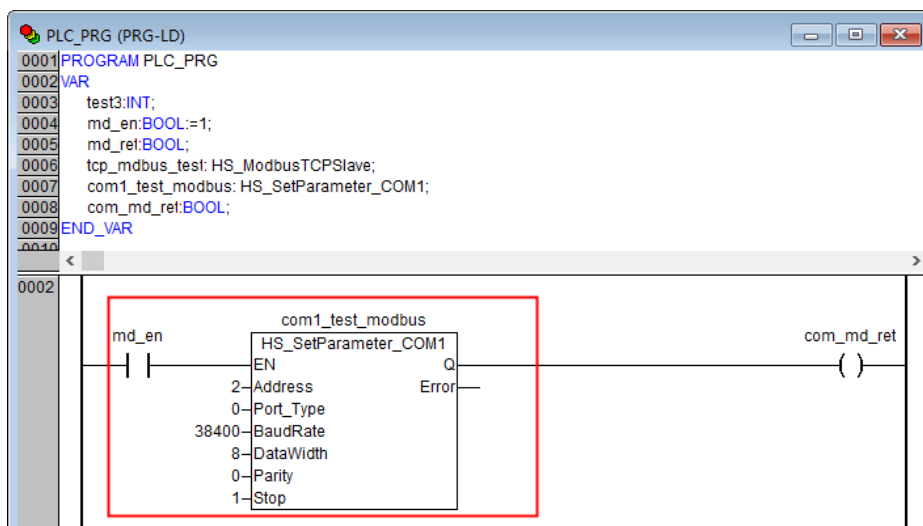 PLC_PRG (PRG-LD)
0001 PROGRAM PLC_PRG
0002 VAR
0003 test3:INT;
0004 md_en:BOOL:=1;
0005 md_ret:BOOL;
0006 tcp_mdbus_test: HS_ModbusTCPSlave;
0007 com1_test_modbus: HS_SetParameter_COM1;
0008 com_md_ret:BOOL;
0009 END_VAR
0010
0002
com1_test_modbus
md_en HS_SetParameter_COM1 com_md_ret
EN Q
2 Address Error
0 Port_Type
38400 BaudRate
8 DataWidth
0 Parity
1 Stop